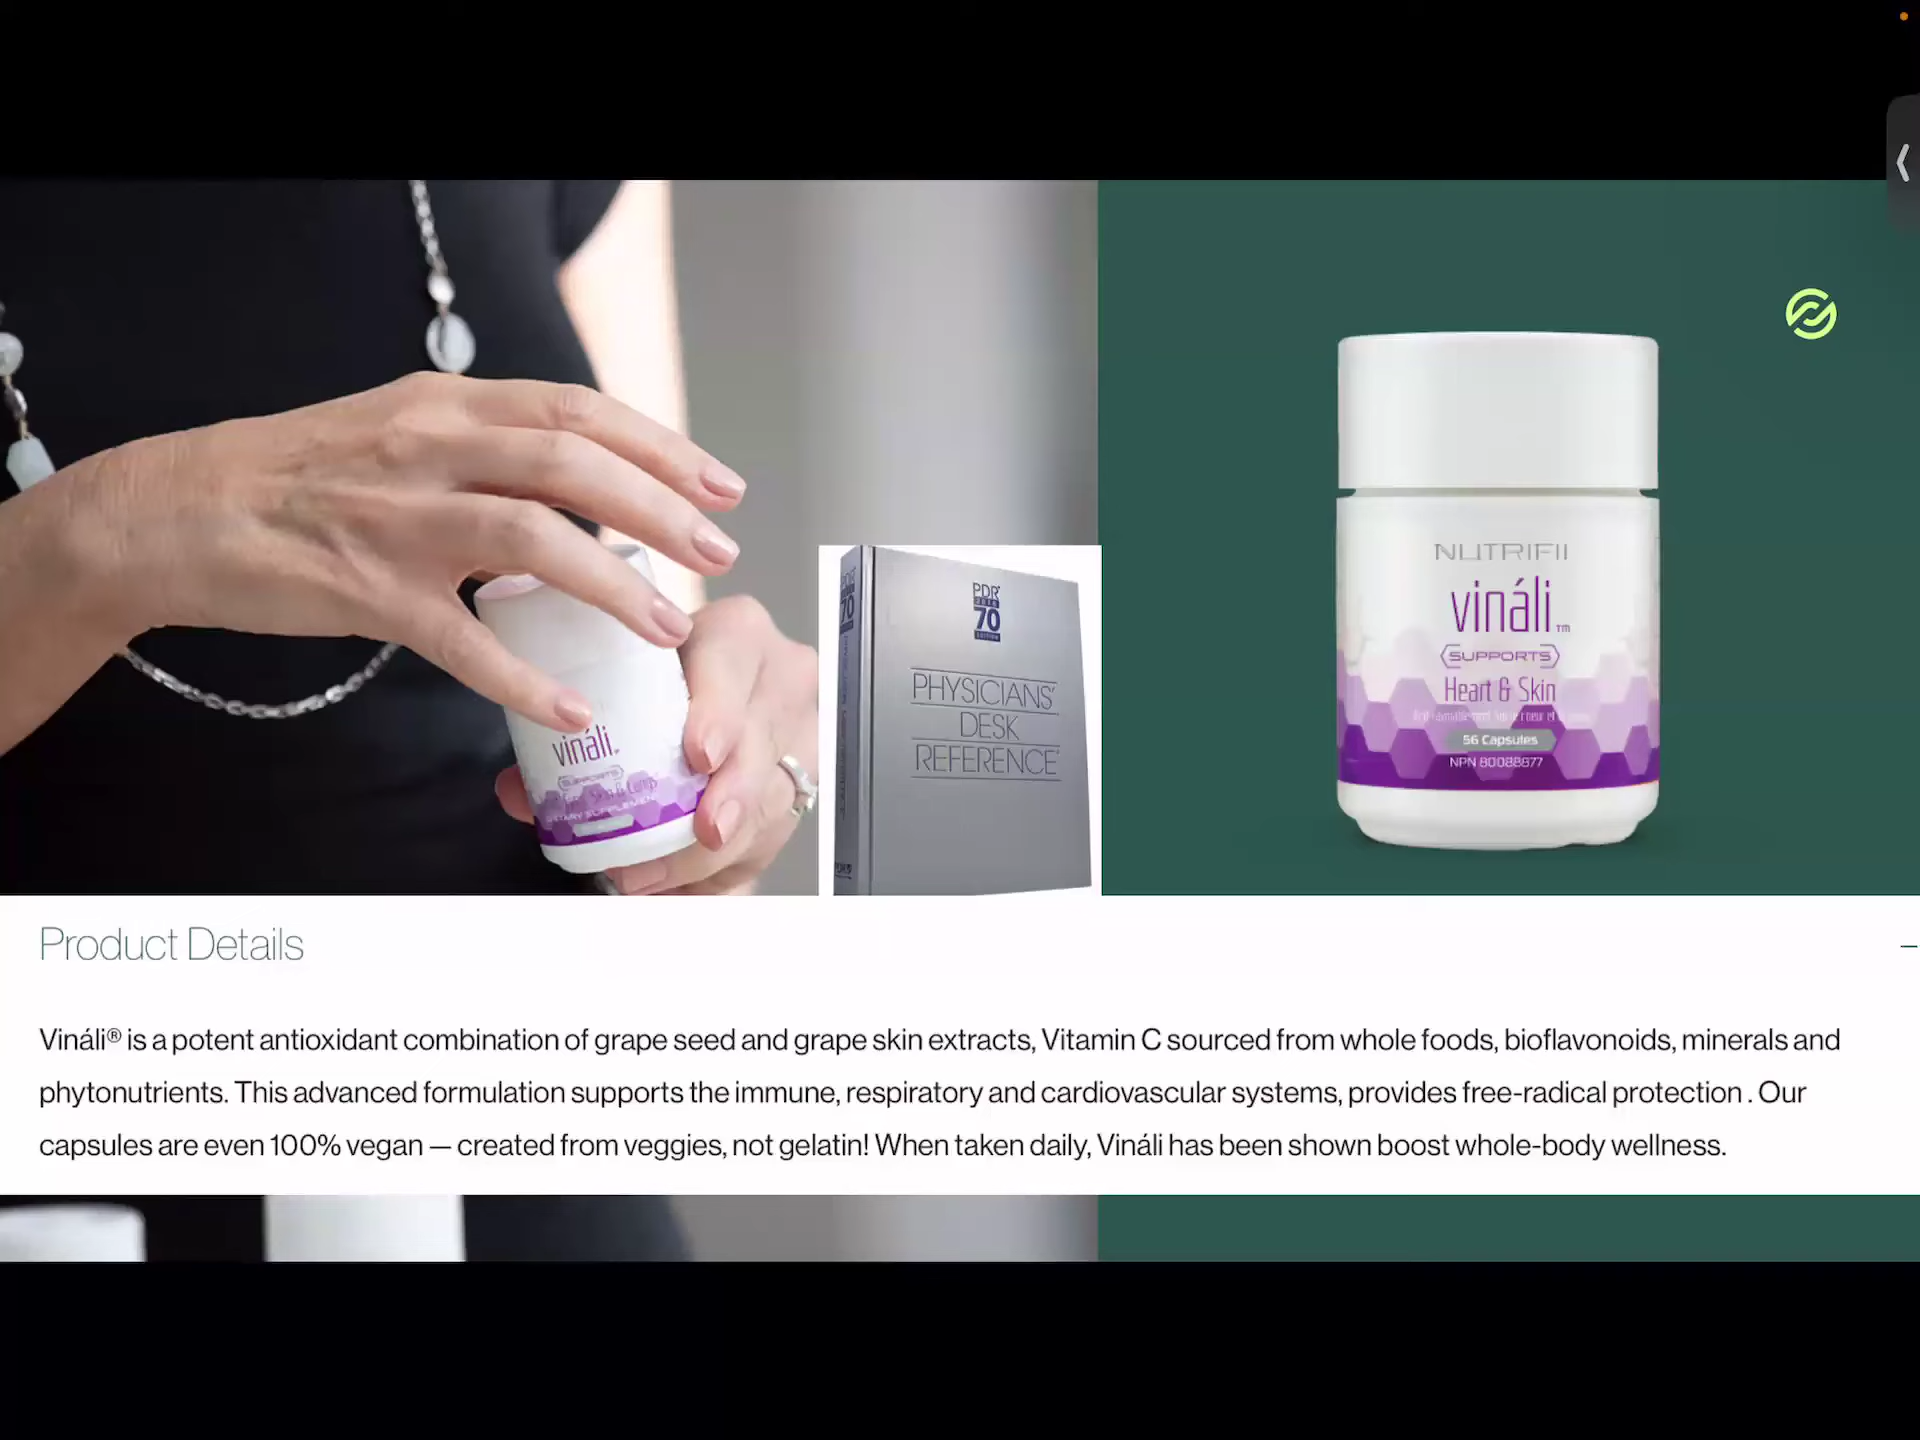 vináli
SUPPORTS
PDR
70
EDITION
PHYSICIANS'
DESK
REFERENCE
NUTRIFII
vináli™
SUPPORTS
Heart & Skin
56 Capsules
NPN 80088877
Product Details
Vináli® is a potent antioxidant combination of grape seed and grape skin extracts, Vitamin C sourced from whole foods, bioflavonoids, minerals and
phytonutrients. This advanced formulation supports the immune, respiratory and cardiovascular systems, provides free-radical protection . Our
capsules are even 100% vegan — created from veggies, not gelatin! When taken daily, Vináli has been shown boost whole-body wellness.